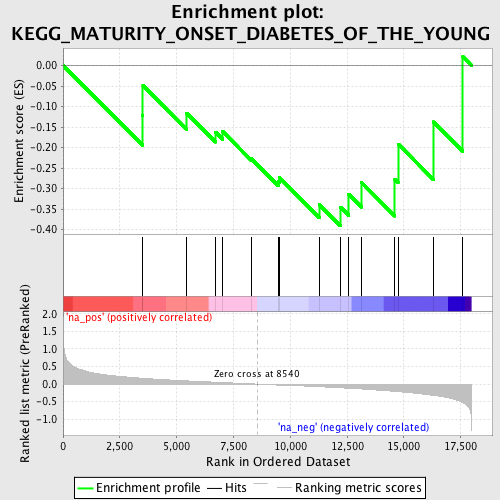 Enrichment plot:
KEGG_MATURITY_ONSET_DIABETES_OF_THE_YOUNG
Enrichment score (ES)
0.00
-0.05
-0.10
-0.15
-0.20
-0.25
-0.30
-0.35
-0.40
'na_pos' (positively correlated)
Ranked list metric (PreRanked)
2.0
1.5
1.0
0.5
0.0
-0.5
-1.0
Zero cross at 8540
'na_neg' (negatively correlated)
0
2,500
5,000
7,500
10,000
12,500
15,000
17,500
Rank in Ordered Dataset
Enrichment profile
Hits
Ranking metric scores